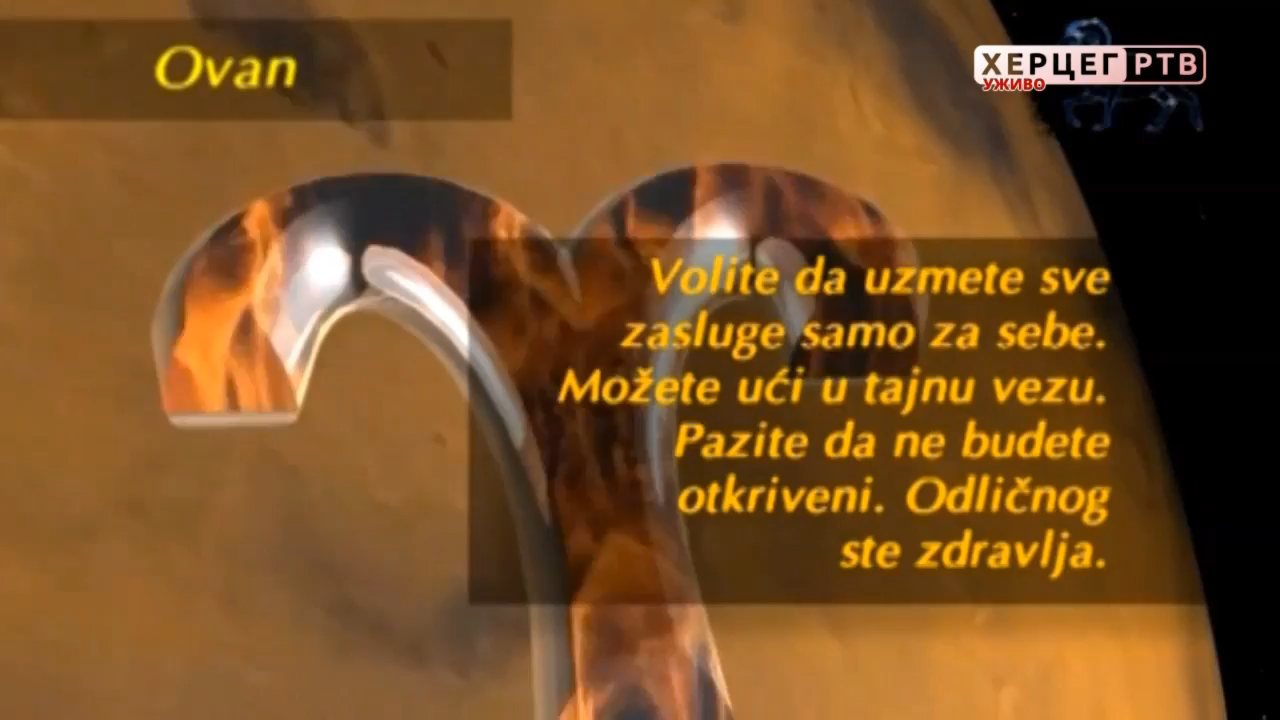 Ovan
ХЕРЦЕГ РТВ
УЖИВО
Volite da uzmete sve
zasluge samo za sebe.
Možete ući u tajnu vezu.
Pazite da ne budete
otkriveni. Odličnog
ste zdravlja.